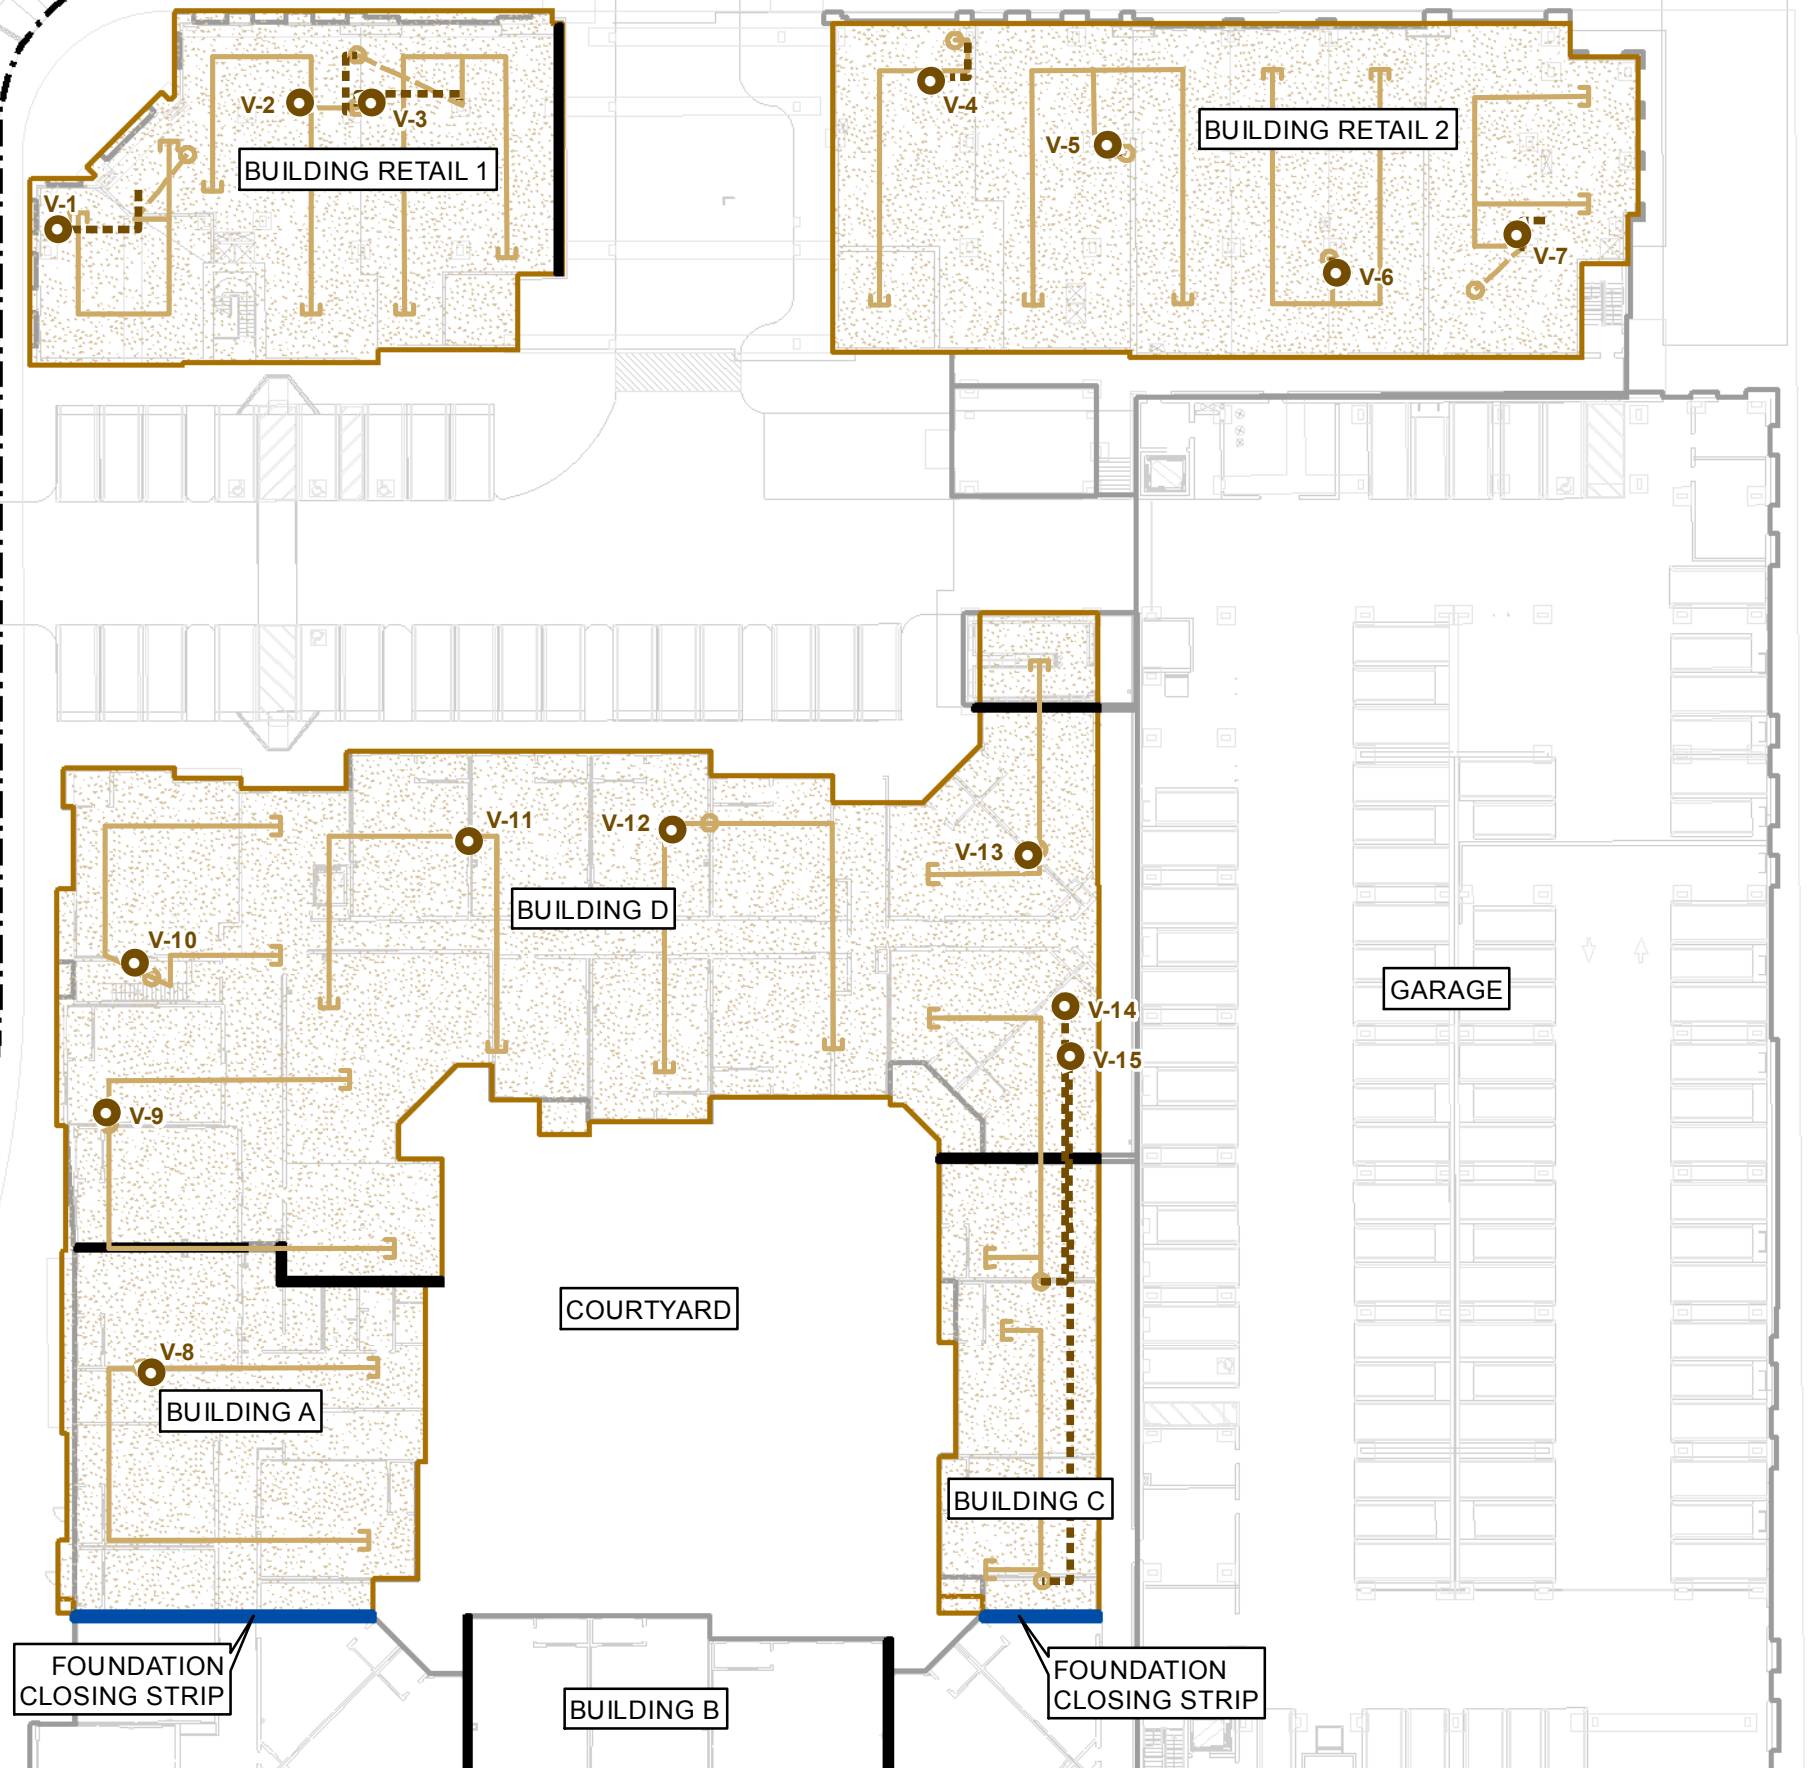 V-2
V-3
BUILDING RETAIL 1
V-1
V-4
V-5
BUILDING RETAIL 2
V-6
V-7
V-11
V-12
V-13
BUILDING D
V-10
V-14
V-15
GARAGE
V-9
COURTYARD
V-8
BUILDING A
BUILDING C
FOUNDATION
CLOSING STRIP
BUILDING B
FOUNDATION
CLOSING STRIP